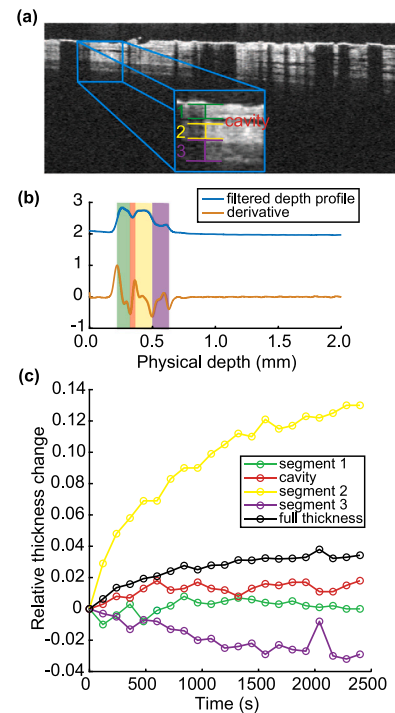 (a)
cavity
2
3
(b)
filtered depth profile
derivative
3
2
1
0
-1
0.0 0.5 1.0 1.5 2.0
Physical depth (mm)
(c)
0.14
0.12
0.10
0.08
0.06
0.04
0.02
0
-0.02
-0.04
Relative thickness change
segment 1
cavity
segment 2
segment 3
full thickness
0 500 1000 1500 2000 2500
Time (s)